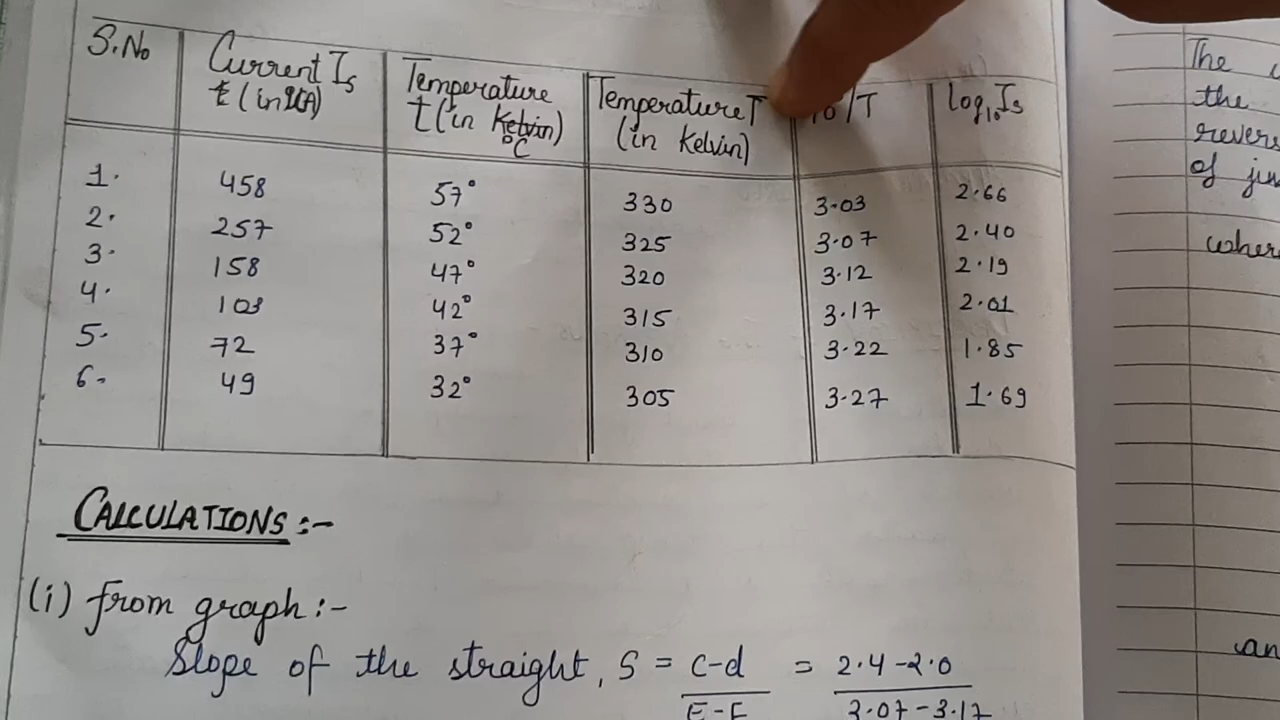 S.No Current Is Temperature Temperature T /T log10 Is
(in Kelvin) t (in Kelvin) (in Kelvin)
°C
1. 458 57° 330 3.03 2.66
2. 257 52° 325 3.07 2.40
3. 158 47° 320 3.12 2.19
4. 103 42° 315 3.17 2.01
5. 72 37° 310 3.22 1.85
6. 49 32° 305 3.27 1.69
CALCULATIONS :-
(i) from graph :-
Slope of the straight, S = c-d = 2.4-2.0
E-F 3.07-3.17
The
the
revers
of
wher
an